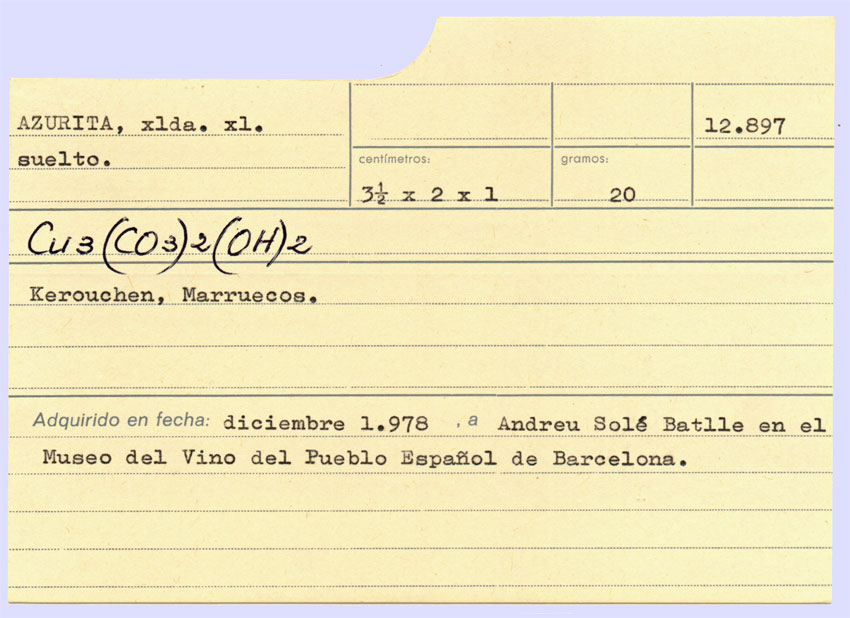 AZURITA, xlda. xl.
suelto.
12.897
centímetros:
3½ x 2 x 1
gramos:
20
Cu3(CO3)2(OH)2
Kerouchen, Marruecos.
Adquirido en fecha: diciembre 1.978 , a Andreu Solé Batlle en el
Museo del Vino del Pueblo Español de Barcelona.